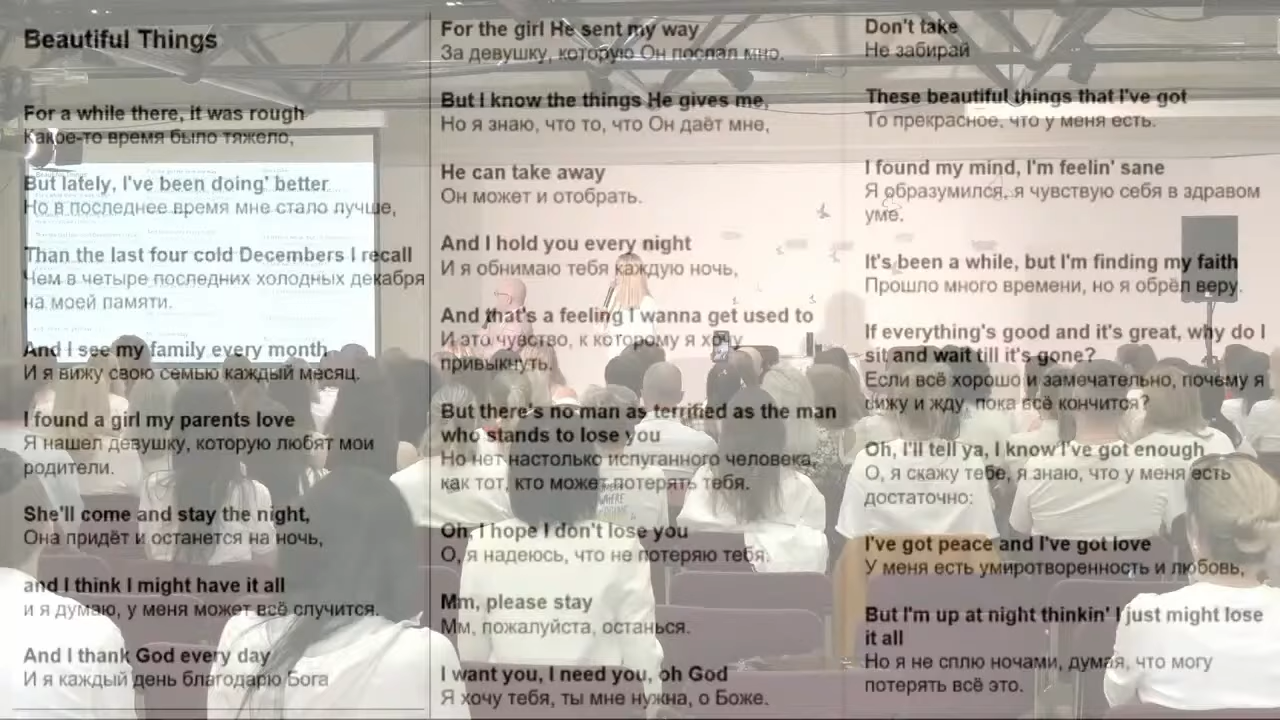 Beautiful Things
For a while there, it was rough
Какое-то время было тяжело,
But lately, I've been doing' better
Но в последнее время мне стало лучше,
Than the last four cold Decembers I recall
Чем в четыре последних холодных декабря
на моей памяти.
And I see my family every month
И я вижу свою семью каждый месяц.
I found a girl my parents love
Я нашел девушку, которую любят мои
родители.
She'll come and stay the night,
Она придёт и останется на ночь,
and I think I might have it all
и я думаю, у меня может всё случится.
And I thank God every day
И я каждый день благодарю Бога
For the girl He sent my way
За девушку, которую Он послал мно.
But I know the things He gives me,
Но я знаю, что то, что Он даёт мне,
He can take away
Он может и отобрать.
And I hold you every night
И я обнимаю тебя каждую ночь,
And that's a feeling I wanna get used to
И это чувство, к которому я хочу
привыкнуть.
But there's no man as terrified as the man
who stands to lose you
Но нет настолько испуганного человека,
как тот, кто может потерять тебя.
Oh, I hope I don't lose you
О, я надеюсь, что не потеряю тебя.
Mm, please stay
Мм, пожалуйста, останься.
I want you, I need you, oh God
Я хочу тебя, ты мне нужна, о Боже.
Don't take
Не забирай
These beautiful things that I've got
То прекрасное, что у меня есть.
I found my mind, I'm feelin' sane
Я образумился, я чувствую себя в здравом
уме.
It's been a while, but I'm finding my faith
Прошло много времени, но я обрёл веру.
If everything's good and it's great, why do I
sit and wait till it's gone?
Если всё хорошо и замечательно, почему я
сижу и жду, пока всё кончится?
Oh, I'll tell ya, I know I've got enough
О, я скажу тебе, я знаю, что у меня есть
достаточно:
I've got peace and I've got love
У меня есть умиротворенность и любовь,
But I'm up at night thinkin' I just might lose
it all
Но я не сплю ночами, думая, что могу
потерять всё это.